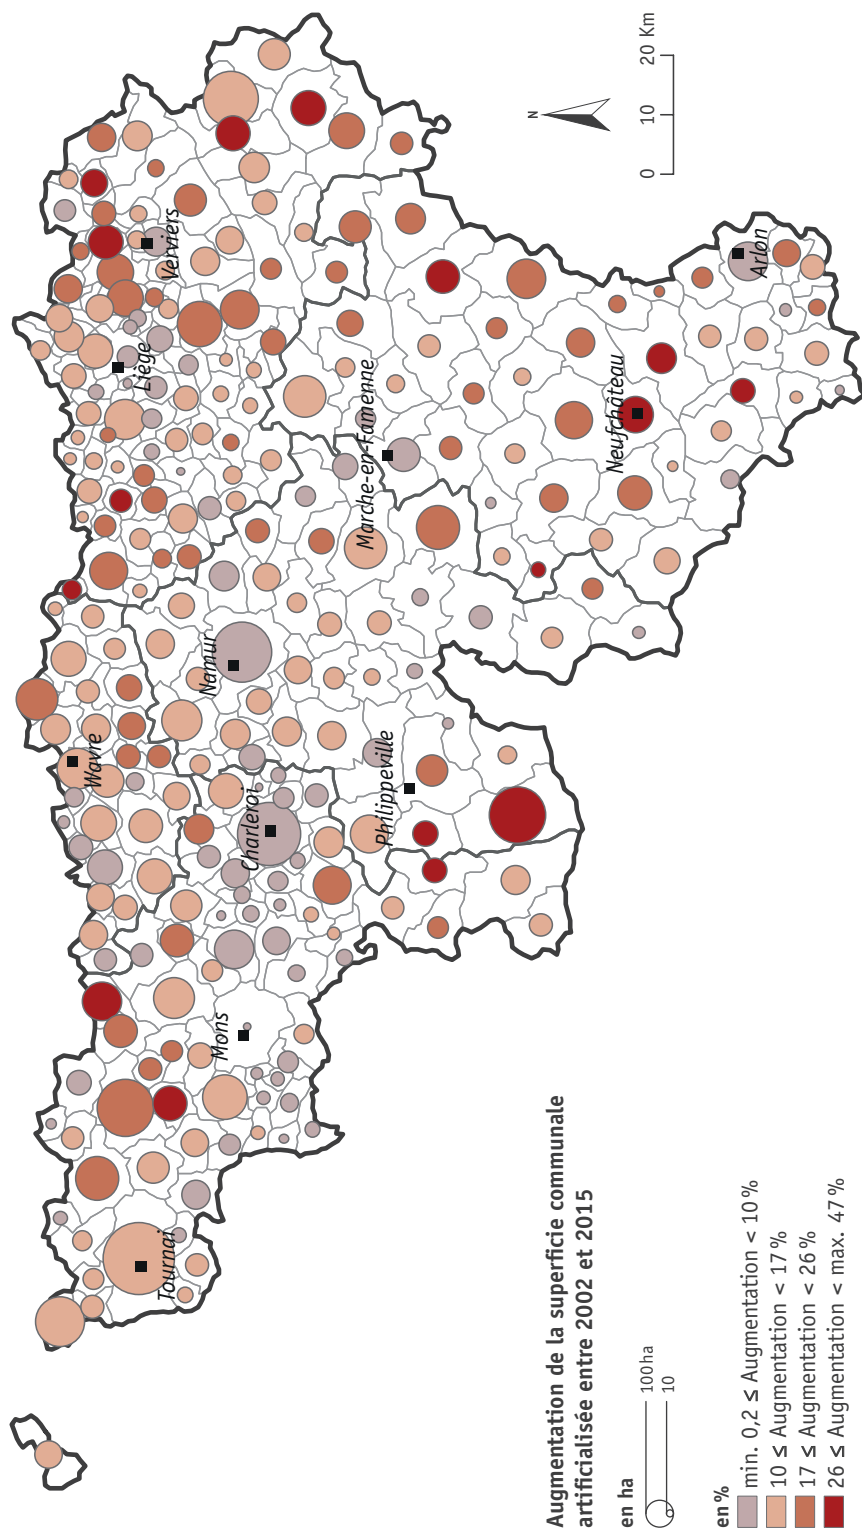 Tournai
Mons
Charleroi
Wavre
Namur
Philippeville
Marche-en-Famenne
Liège
Verviers
Neufchâteau
Arlon
N
0 10 20 Km
Augmentation de la superficie communale
artificialisée entre 2002 et 2015
en ha
100 ha
10
en %
min. 0,2 ≤ Augmentation < 10 %
10 ≤ Augmentation < 17 %
17 ≤ Augmentation < 26 %
26 ≤ Augmentation < max. 47 %